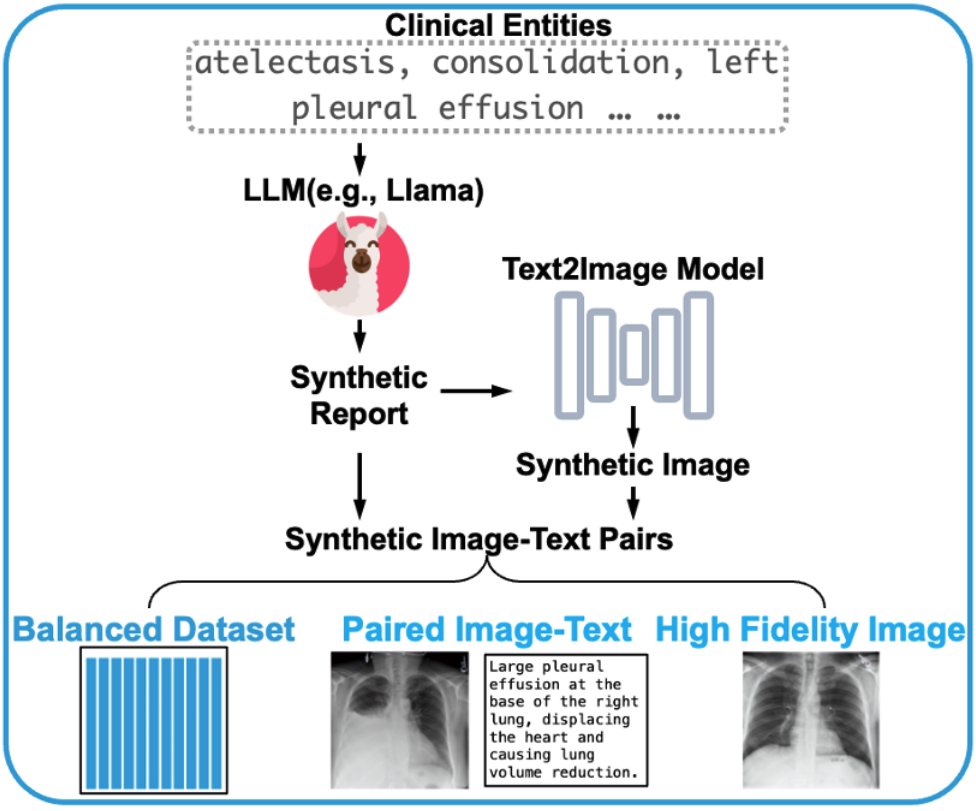 Clinical Entities
atelectasis, consolidation, left
pleural effusion … …
LLM(e.g., Llama)
Text2Image Model
Synthetic
Report
Synthetic Image
Synthetic Image-Text Pairs
Balanced Dataset
Paired Image-Text
High Fidelity Image
Large pleural
effusion at the
base of the right
lung, displacing
the heart and
causing lung
volume reduction.